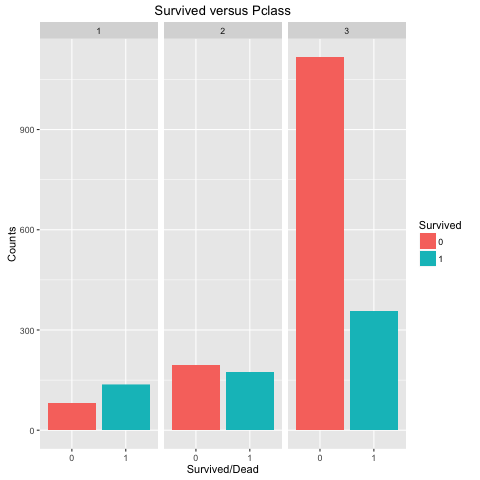 Survived versus Pclass
1 2 3
900
600
300
0
Counts
0 1 0 1 0 1
Survived/Dead
Survived
0
1